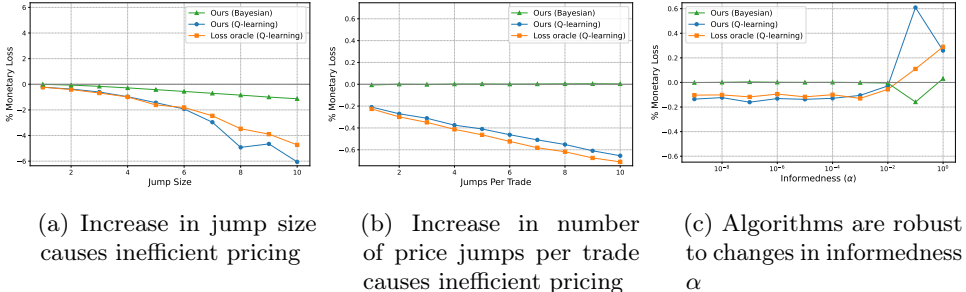 Ours (Bayesian)
Ours (Q-learning)
Loss oracle (Q-learning)
% Monetary Loss
6
4
2
0
−2
−4
−6
2
4
6
8
10
Jump Size
(a) Increase in jump size
causes inefficient pricing
Ours (Bayesian)
Ours (Q-learning)
Loss oracle (Q-learning)
% Monetary Loss
0.6
0.4
0.2
0.0
−0.2
−0.4
−0.6
2
4
6
8
10
Jumps Per Trade
(b) Increase in number
of price jumps per trade
causes inefficient pricing
Ours (Bayesian)
Ours (Q-learning)
Loss oracle (Q-learning)
% Monetary Loss
0.6
0.4
0.2
0.0
−0.2
−0.4
−0.6
10⁻⁸
10⁻⁶
10⁻⁴
10⁻²
10⁰
Informedness (α)
(c) Algorithms are robust
to changes in informedness
α